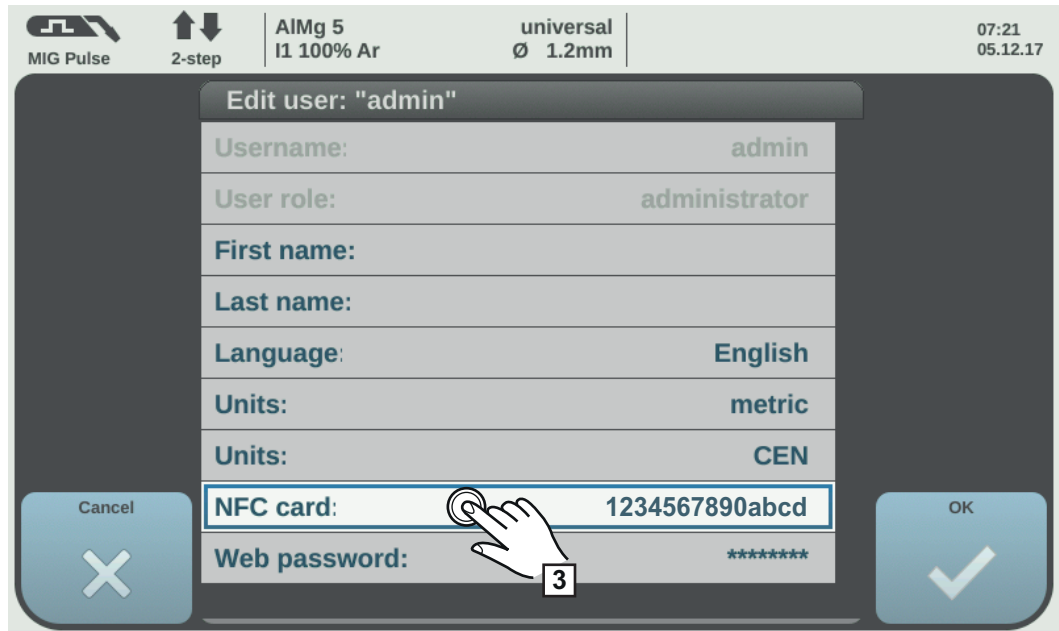 MIG Pulse
2-step
AlMg 5 universal
I1 100% Ar Ø 1.2mm
07:21
05.12.17
Edit user: "admin"
Username: admin
User role: administrator
First name:
Last name:
Language: English
Units: metric
Units: CEN
NFC card: 1234567890abcd
Web password: ********
Cancel
OK
3